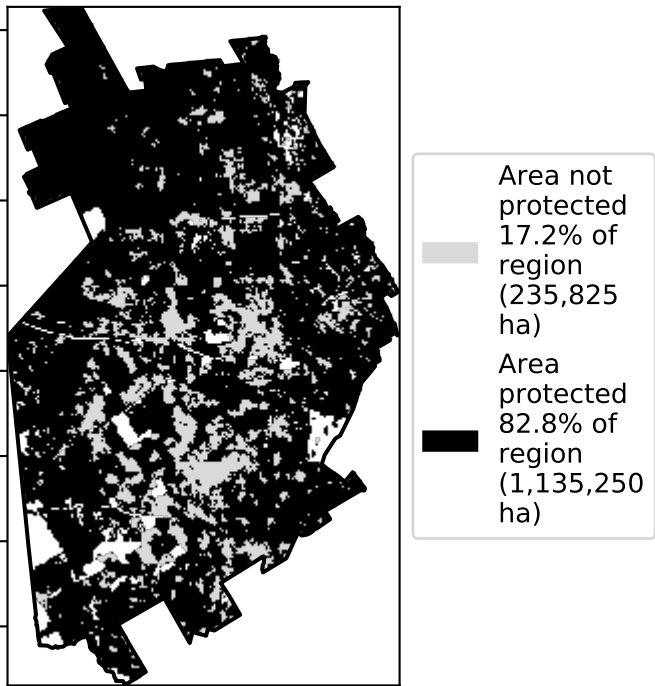 Area not
protected
17.2% of
region
(235,825
ha)
Area
protected
82.8% of
region
(1,135,250
ha)